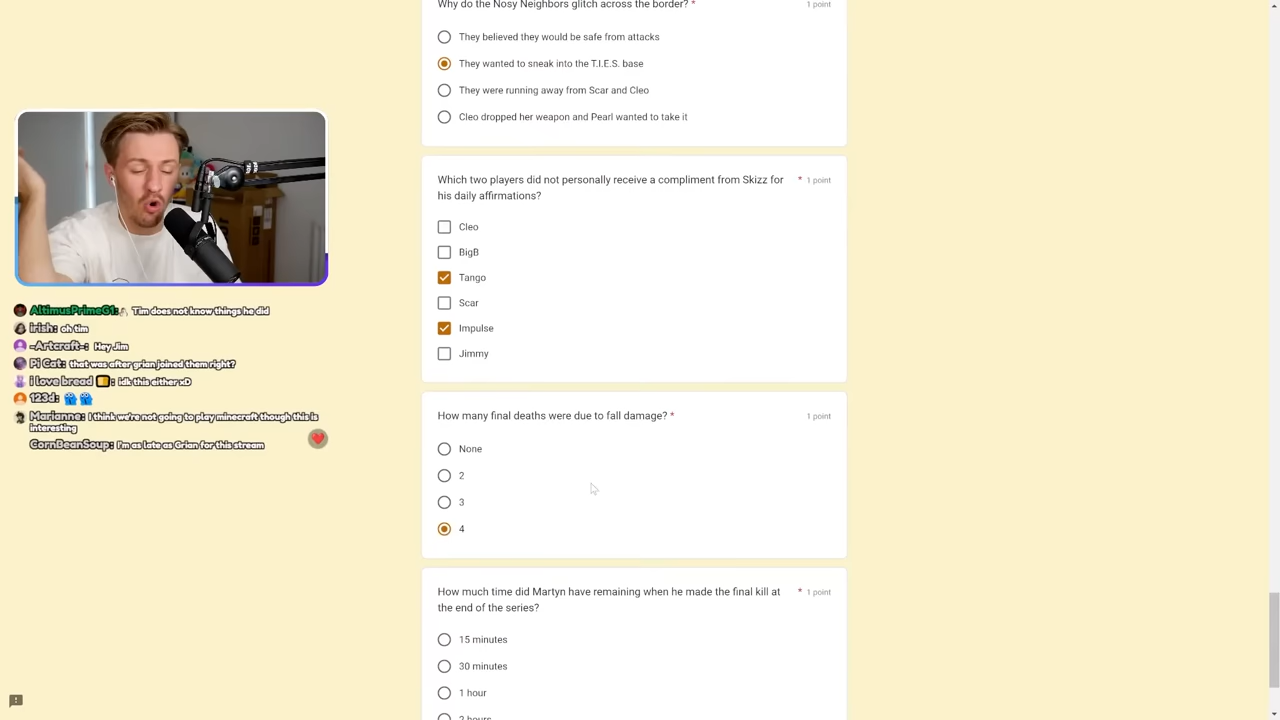 Why do the Nosy Neighbors glitch across the border? * 1 point
They believed they would be safe from attacks
They wanted to sneak into the T.I.E.S. base
They were running away from Scar and Cleo
Cleo dropped her weapon and Pearl wanted to take it
Which two players did not personally receive a compliment from Skizz for * 1 point
his daily affirmations?
Cleo
BigB
Tango
Scar
Impulse
Jimmy
How many final deaths were due to fall damage? * 1 point
None
2
3
4
How much time did Martyn have remaining when he made the final kill at * 1 point
the end of the series?
15 minutes
30 minutes
1 hour
2 hours
AltimusPrimeG1: Tim does not know things he did
irish: oh tim
-Artcraft-: Hey Jim
Pi Cat: that was after grian joined them right?
i love bread: idk this either xD
123d:
Marianne: I think we're not going to play minecraft though this is
interesting
CornBeanSoup: I'm as late as Grian for this stream